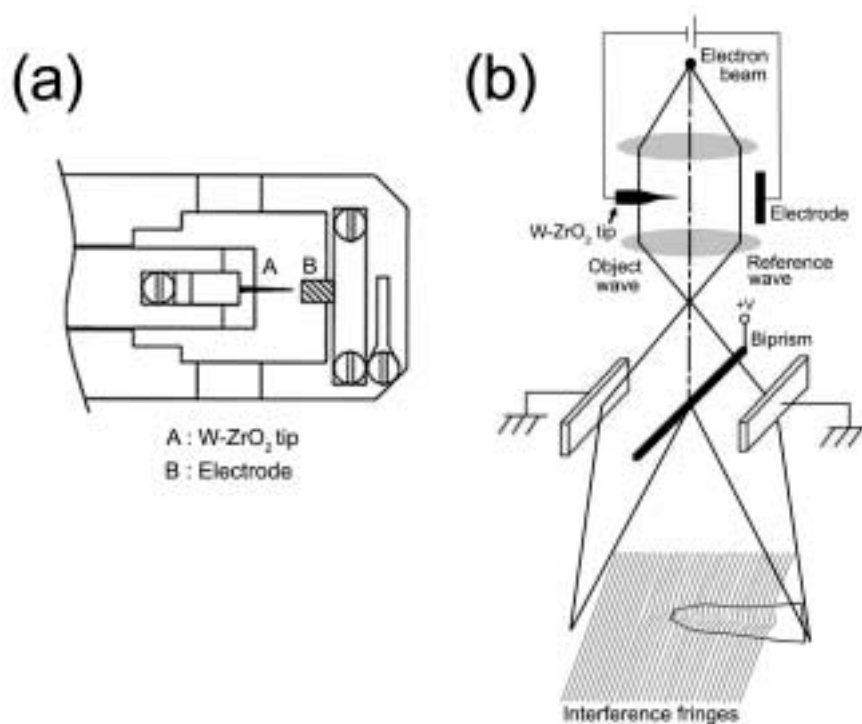 (a)
A
B
A : W-ZrO₂ tip
B : Electrode
(b)
Electron
beam
W-ZrO₂ tip
Electrode
Object
wave
Reference
wave
+V
Biprism
Interference fringes